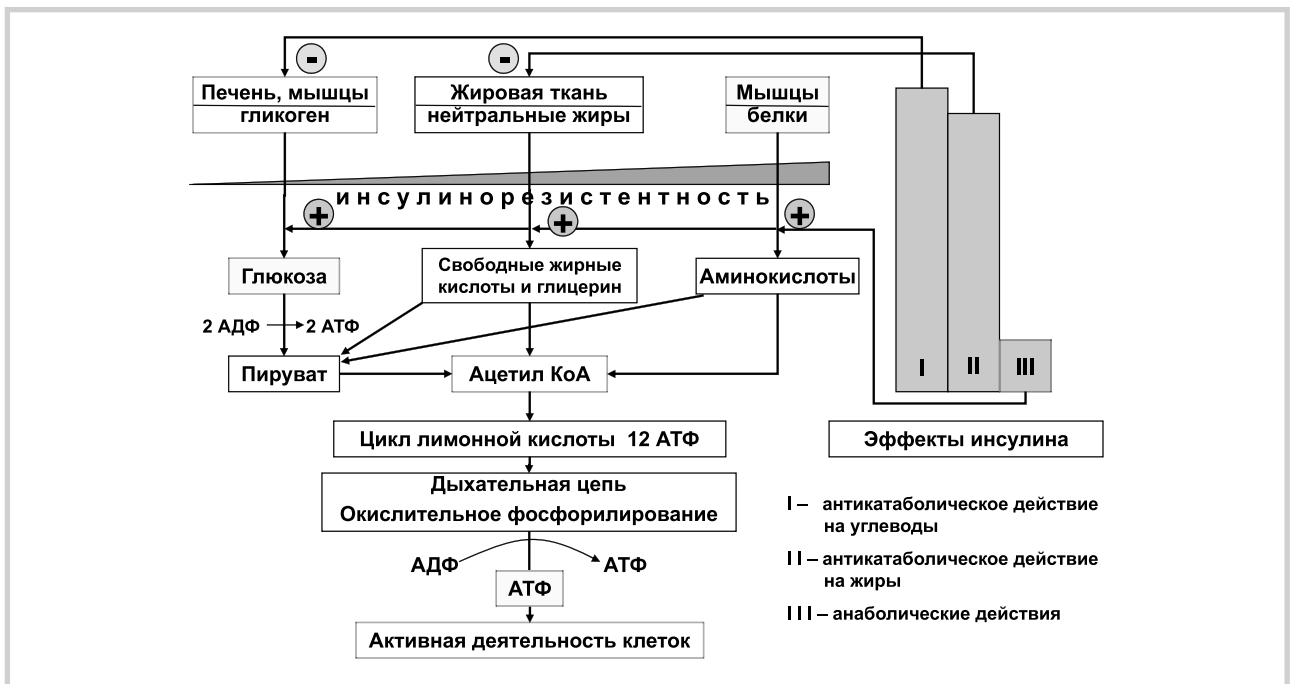 -
-
Печень, мышцы
гликоген
Жировая ткань
нейтральные жиры
Мышцы
белки
инсулинорезистентность
+
+
+
Глюкоза
Свободные жирные
кислоты и глицерин
Аминокислоты
2 АДФ
2 АТФ
Пируват
Ацетил КоА
I
II
III
Цикл лимонной кислоты 12 АТФ
Эффекты инсулина
Дыхательная цепь
Окислительное фосфорилирование
АДФ
АТФ
АТФ
Активная деятельность клеток
I – антикатаболическое действие
на углеводы
II – антикатаболическое действие
на жиры
III – анаболические действия